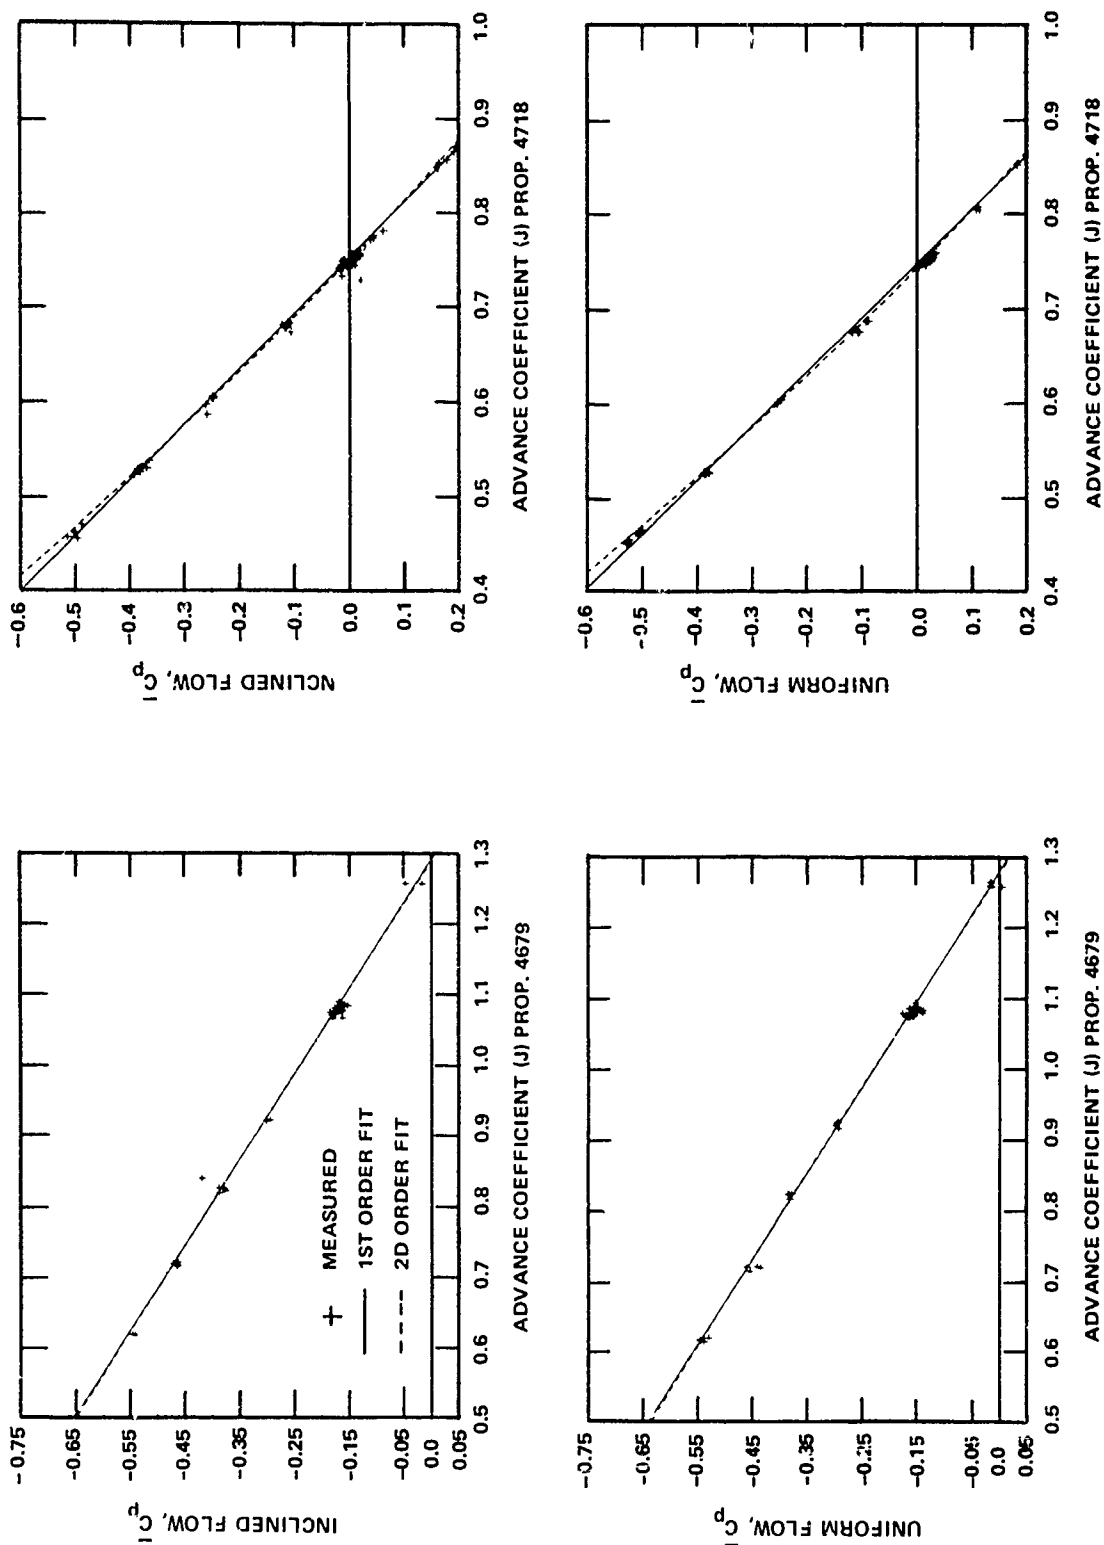 INCLINED FLOW, C̄p
−0.75
−0.65
−0.55
−0.45
−0.35
−0.25
−0.15
−0.05
0.0
0.05
+ MEASURED
1ST ORDER FIT
2D ORDER FIT
0.5 0.6 0.7 0.8 0.9 1.0 1.1 1.2 1.3
ADVANCE COEFFICIENT (J) PROP. 4679
NCLINED FLOW, C̄p
−0.6
−0.5
−0.4
−0.3
−0.2
−0.1
0.0
0.1
0.2
0.4 0.5 0.6 0.7 0.8 0.9 1.0
ADVANCE COEFFICIENT (J) PROP. 4718
UNIFORM FLOW, C̄p
−0.75
−0.65
−0.55
−0.45
−0.35
−0.25
−0.15
−0.05
0.0
0.05
0.5 0.6 0.7 0.8 0.9 1.0 1.1 1.2 1.3
ADVANCE COEFFICIENT (J) PROP. 4679
UNIFORM FLOW, C̄p
−0.6
−0.5
−0.4
−0.3
−0.2
−0.1
0.0
0.1
0.2
0.4 0.5 0.6 0.7 0.8 0.9 1.0
ADVANCE COEFFICIENT (J) PROP. 4718